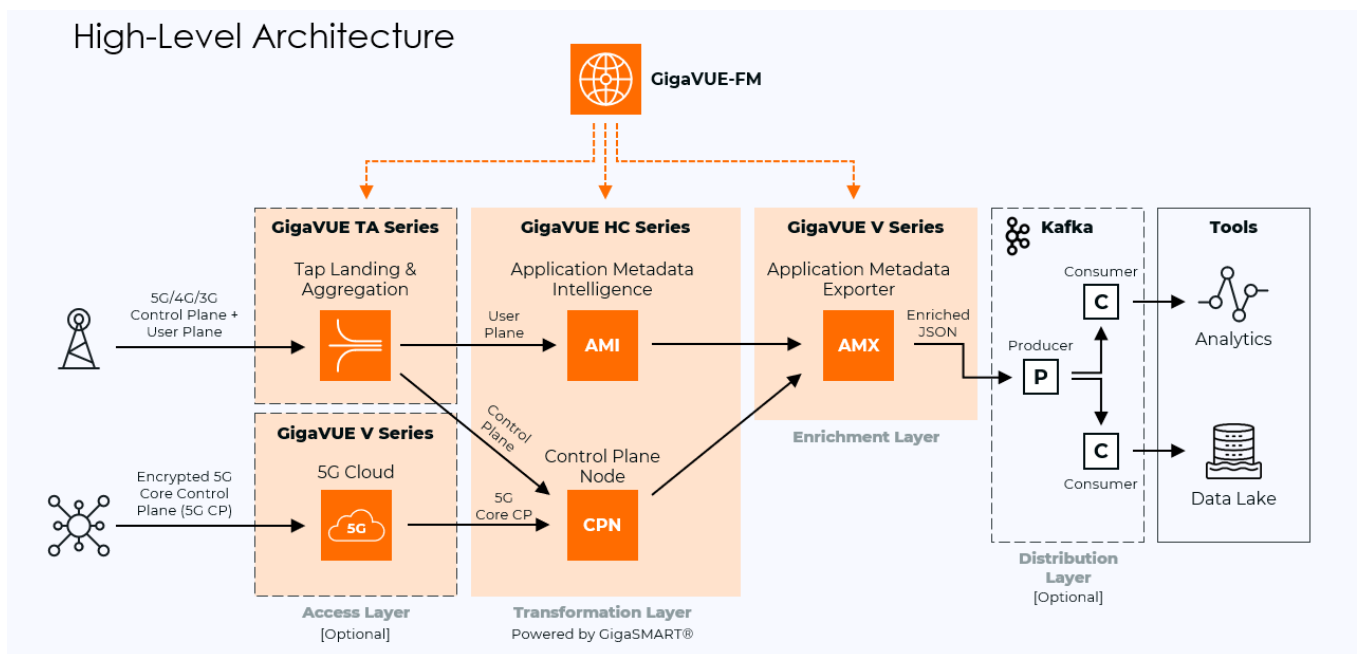 High-Level Architecture
GigaVUE-FM
GigaVUE TA Series
Tap Landing &
Aggregation
5G/4G/3G
Control Plane +
User Plane
GigaVUE V Series
5G Cloud
5G
Encrypted 5G
Core Control
Plane (5G CP)
Access Layer
[Optional]
GigaVUE HC Series
Application Metadata
Intelligence
User
Plane
AMI
Control
Plane
Control Plane
Node
5G
Core CP
CPN
Transformation Layer
Powered by GigaSMART®
GigaVUE V Series
Application Metadata
Exporter
AMX
Enriched
JSON
Enrichment Layer
Kafka
Consumer
C
Producer
P
C
Consumer
Distribution
Layer
[Optional]
Tools
Analytics
Data Lake